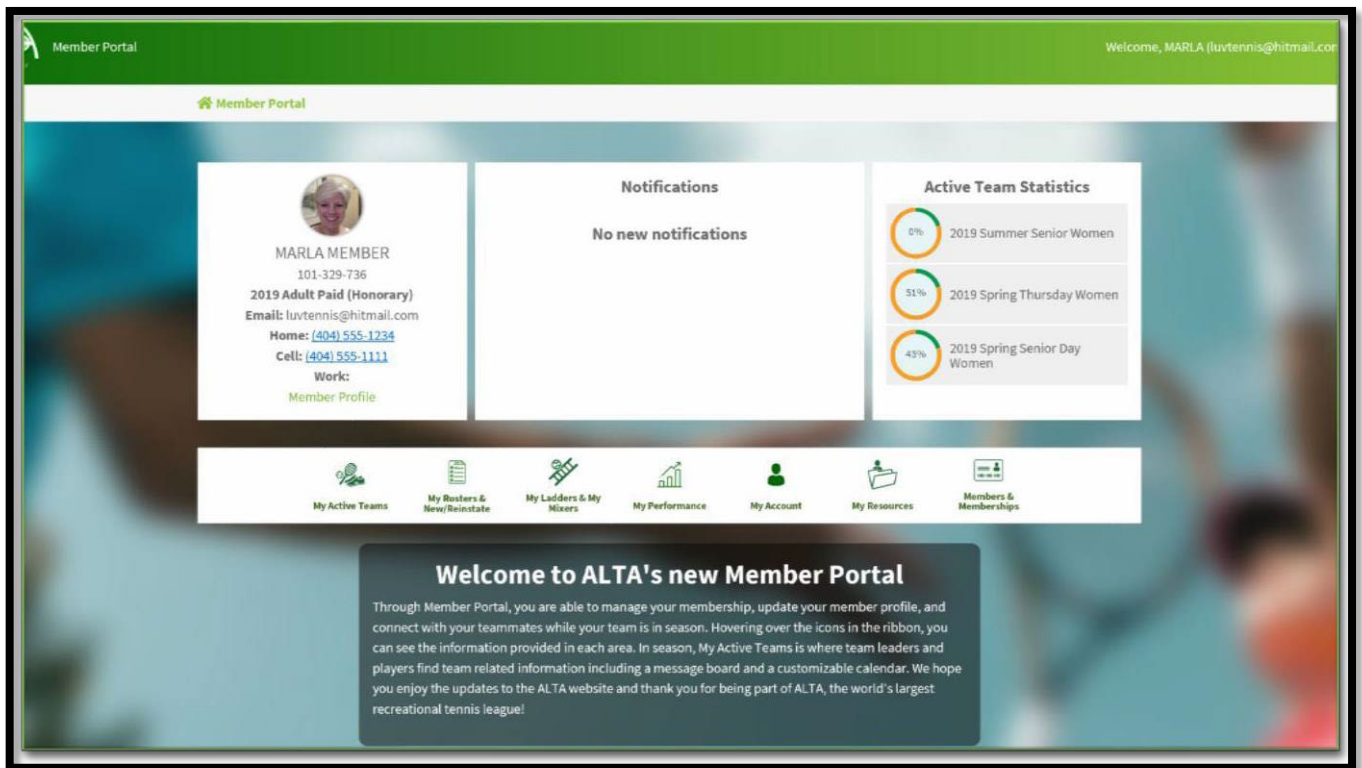 Member Portal
Welcome, MARLA (luvtennis@hitmail.com
Member Portal
MARLA MEMBER
101-329-736
2019 Adult Paid (Honorary)
Email: luvtennis@hitmail.com
Home: (404) 555-1234
Cell: (404) 555-1111
Work:
Member Profile
Notifications
No new notifications
Active Team Statistics
0% 2019 Summer Senior Women
51% 2019 Spring Thursday Women
43% 2019 Spring Senior Day
Women
My Active Teams
My Rosters &
New/Reinstate
My Ladders & My
Mixers
My Performance
My Account
My Resources
Members &
Memberships
Welcome to ALTA's new Member Portal
Through Member Portal, you are able to manage your membership, update your member profile, and
connect with your teammates while your team is in season. Hovering over the icons in the ribbon, you
can see the information provided in each area. In season, My Active Teams is where team leaders and
players find team related information including a message board and a customizable calendar. We hope
you enjoy the updates to the ALTA website and thank you for being part of ALTA, the world's largest
recreational tennis league!